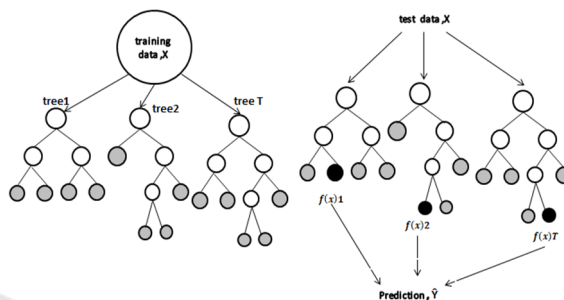 training
data ,X
tree1
tree2
tree T
test data ,X
f(x)1
f(x)2
f(x)T
Prediction , Ŷ